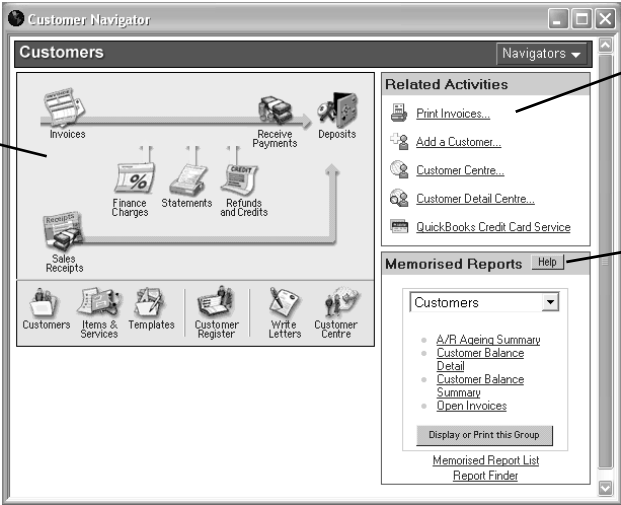 Customer Navigator
Customers
Navigators
Invoices
Receive
Payments
Deposits
Finance
Charges
%
Statements
CREDIT
Refunds
and Credits
Receipts
Sales
Receipts
Customers
Items &
Services
Templates
Customer
Register
Write
Letters
Customer
Centre
Related Activities
Print Invoices...
Add a Customer...
Customer Centre...
Customer Detail Centre...
QuickBooks Credit Card Service
Memorised Reports
Help
Customers
A/R Ageing Summary
Customer Balance
Detail
Customer Balance
Summary
Open Invoices
Display or Print this Group
Memorised Report List
Report Finder